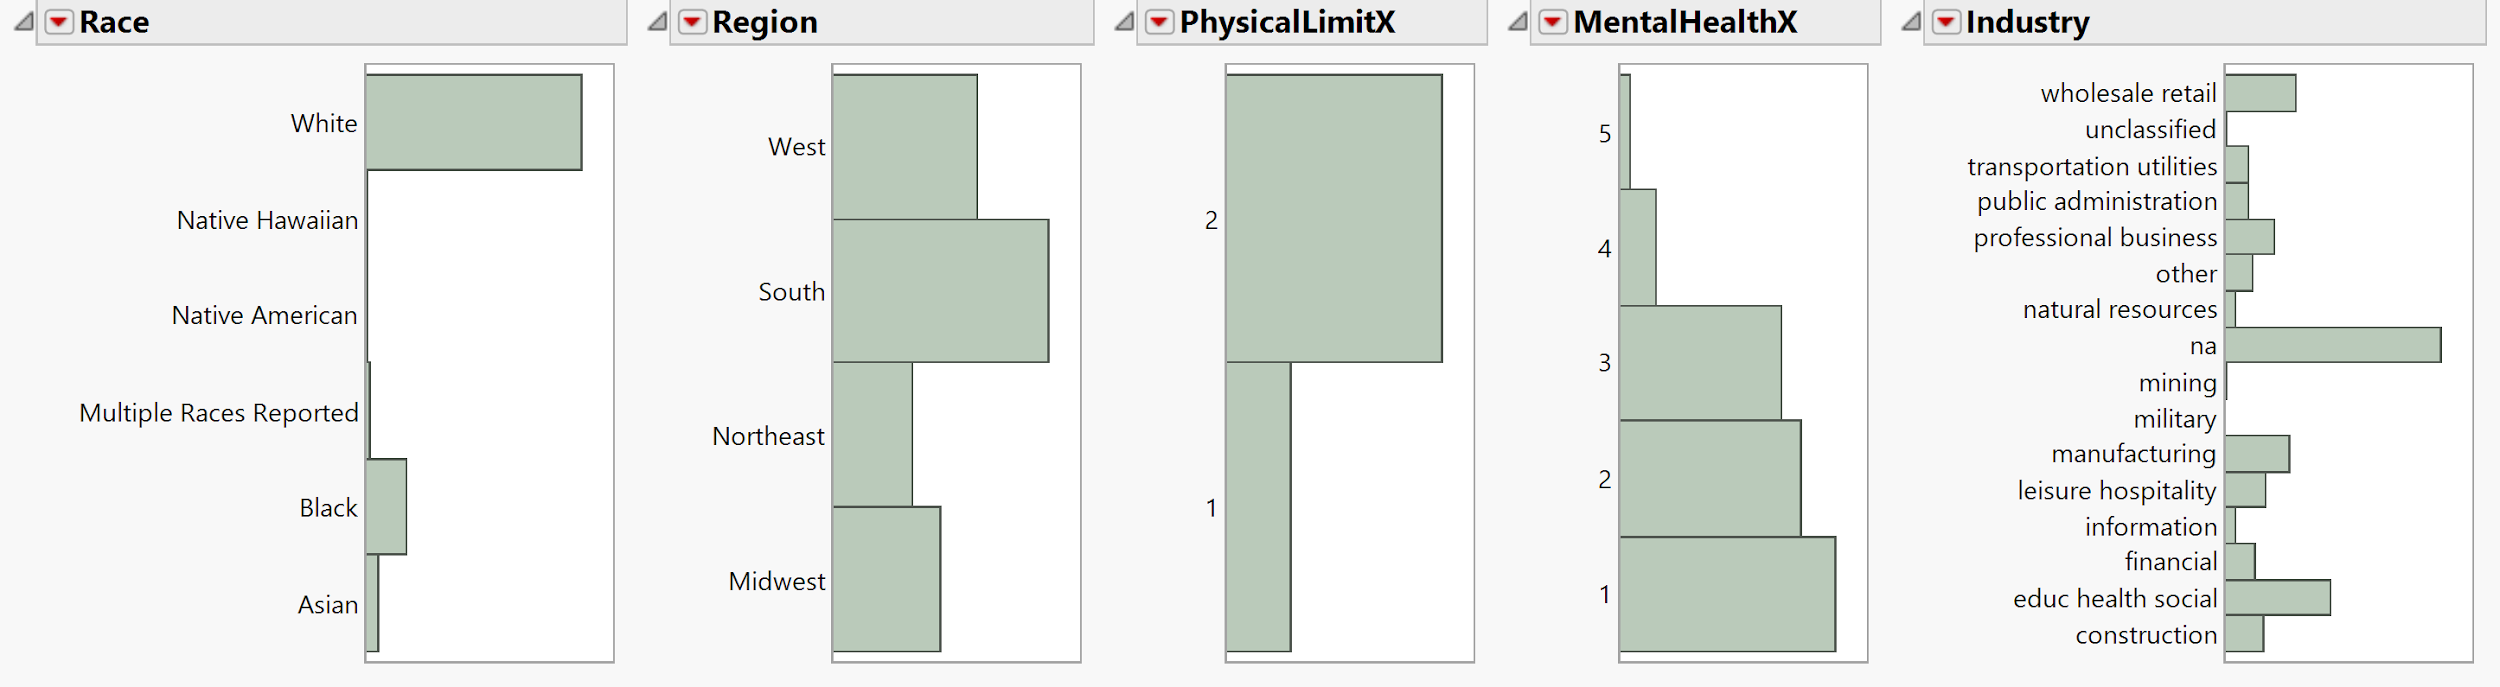 Race
White
Native Hawaiian
Native American
Multiple Races Reported
Black
Asian
Region
West
South
Northeast
Midwest
PhysicalLimitX
2
1
MentalHealthX
5
4
3
2
1
Industry
wholesale retail
unclassified
transportation utilities
public administration
professional business
other
natural resources
na
mining
military
manufacturing
leisure hospitality
information
financial
educ health social
construction